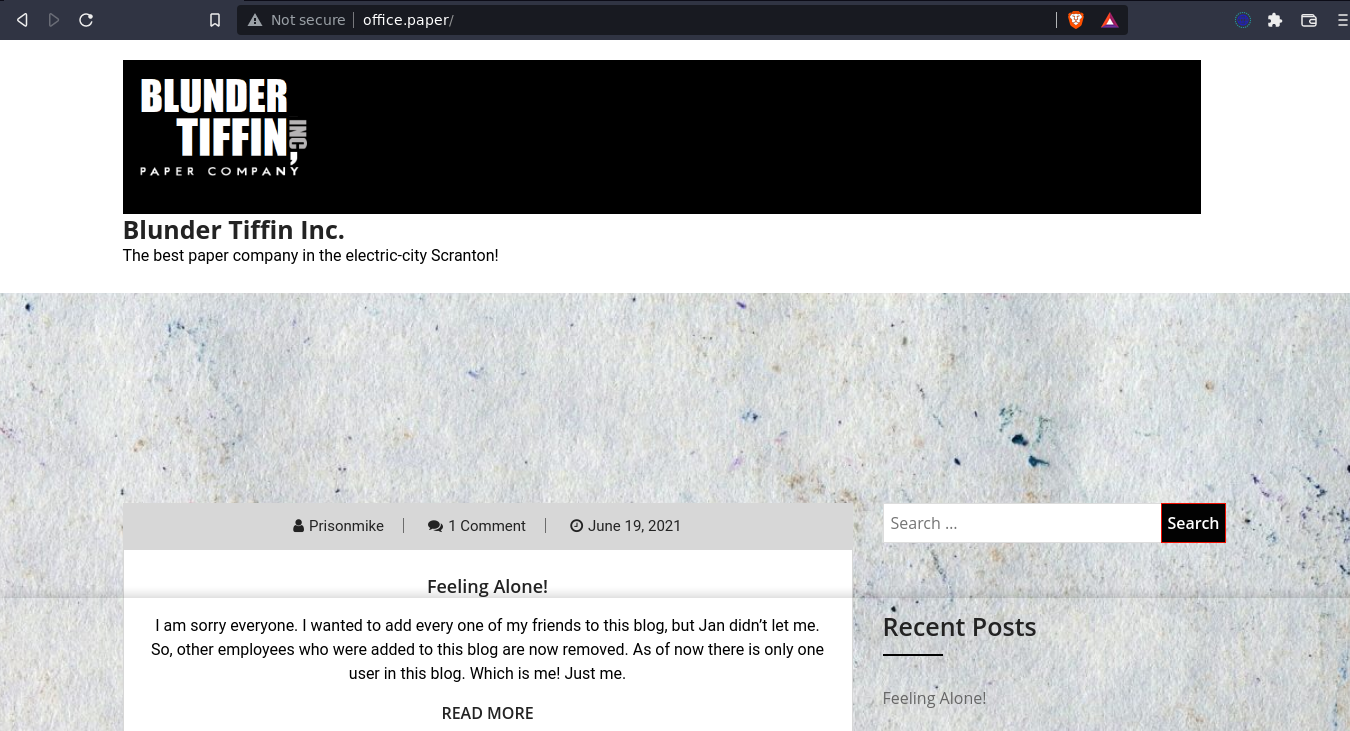 Not secure office.paper/
BLUNDER
TIFFIN,
INC
PAPER COMPANY
Blunder Tiffin Inc.
The best paper company in the electric-city Scranton!
Prisonmike 1 Comment June 19, 2021
Search …
Search
Feeling Alone!
I am sorry everyone. I wanted to add every one of my friends to this blog, but Jan didn’t let me.
So, other employees who were added to this blog are now removed. As of now there is only one
user in this blog. Which is me! Just me.
READ MORE
Recent Posts
Feeling Alone!